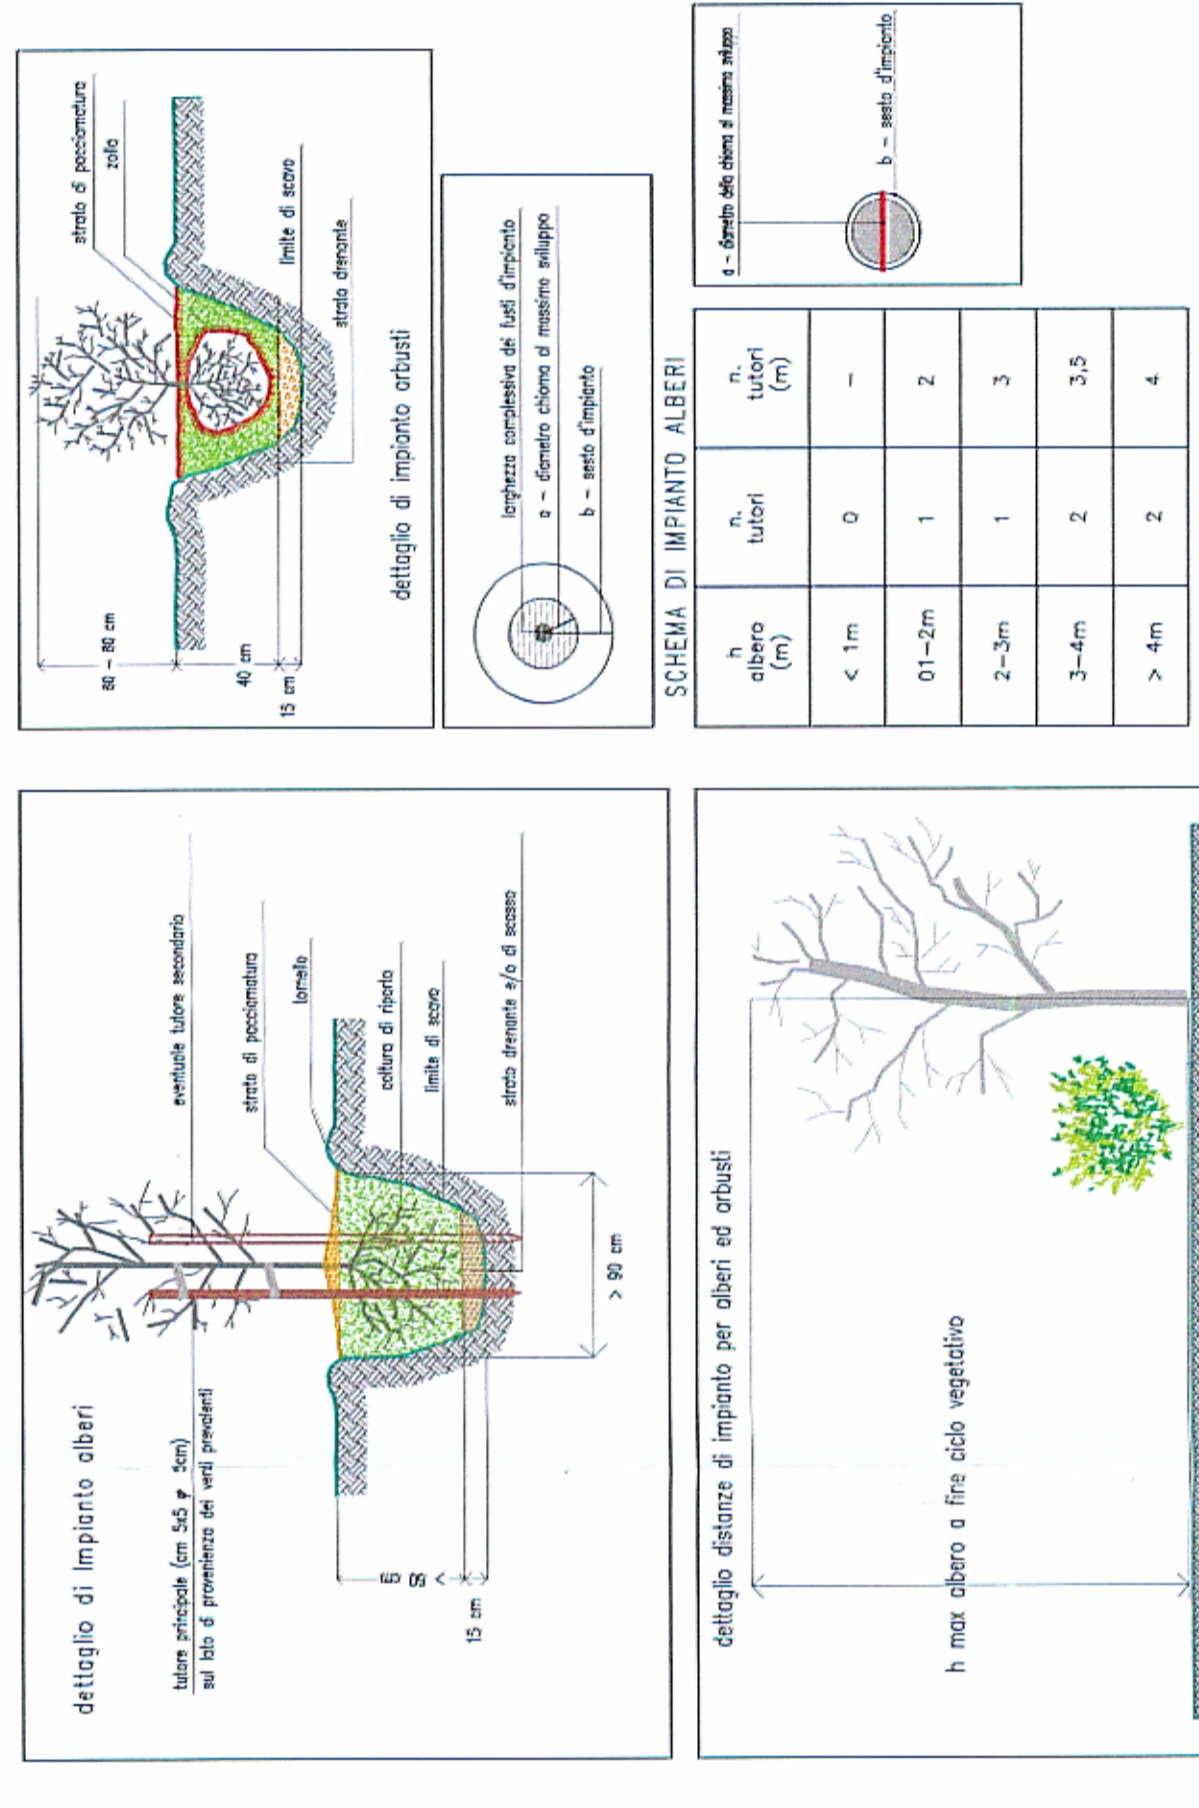 dettaglio di impianto alberi
tutore principale (cm 5x5 φ 5cm)
sul lato di provenienza dei venti prevalenti
eventuale tutore secondario
strato di pacciamatura
tornello
coltura di riporto
limite di scavo
strato drenante e/o di scasso
15 cm
> 90 cm
60 – 80 cm
40 cm
15 cm
strato di pacciamatura
zolla
limite di scavo
strato drenante
dettaglio di impianto arbusti
larghezza complessiva dei fusti d'impianto
a – diametro chioma al massimo sviluppo
b – sesto d'impianto
dettaglio distanze di impianto per alberi ed arbusti
h max albero a fine ciclo vegetativo
SCHEMA DI IMPIANTO ALBERI
h albero (m)
n. tutori
n. tutori (m)
< 1m 0 –
01–2m 1 2
2–3m 1 3
3–4m 2 3,5
> 4m 2 4
a – diametro della chioma al massimo sviluppo
b – sesto d'impianto